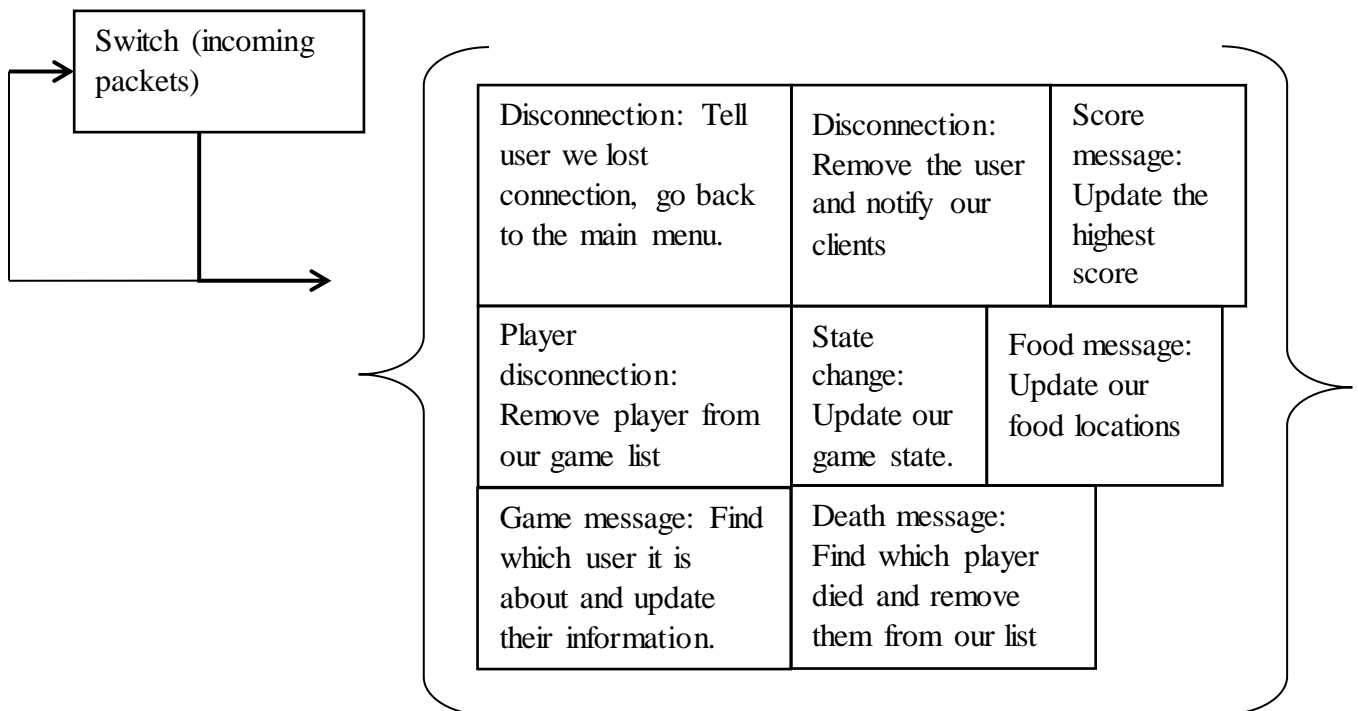 Switch (incoming
packets)
Disconnection: Tell
user we lost
connection, go back
to the main menu.
Disconnection:
Remove the user
and notify our
clients
Score
message:
Update the
highest
score
Player
disconnection:
Remove player from
our game list
State
change:
Update our
game state.
Food message:
Update our
food locations
Game message: Find
which user it is
about and update
their information.
Death message:
Find which player
died and remove
them from our list